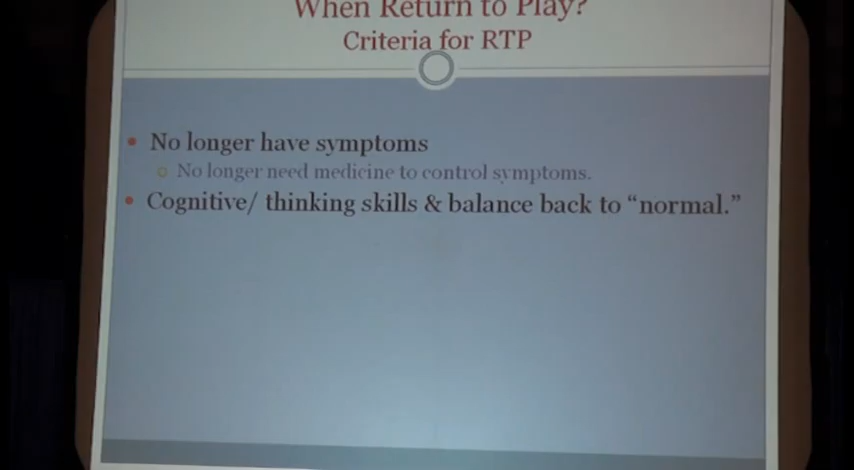 When Return to Play?
Criteria for RTP
No longer have symptoms
No longer need medicine to control symptoms.
Cognitive/ thinking skills & balance back to “normal.”